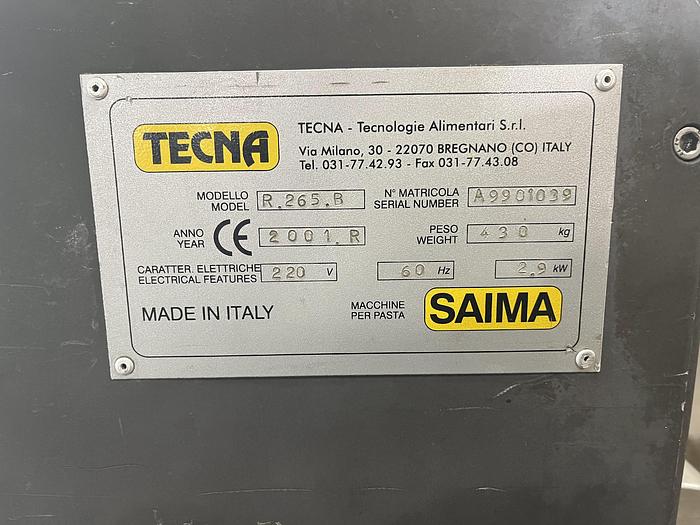 TECNA
TECNA - Tecnologie Alimentari S.r.l.
Via Milano, 30 - 22070 BREGNANO (CO) ITALY
Tel. 031-77.42.93 - Fax 031-77.43.08
MODELLO
MODEL
R.265.B
N° MATRICOLA
SERIAL NUMBER
A9901039
ANNO
YEAR
CE
2001.R
PESO
WEIGHT
430 kg
CARATTER. ELETTRICHE
ELECTRICAL FEATURES
220 V
60 Hz
2.9 kW
MADE IN ITALY
MACCHINE
PER PASTA
SAIMA